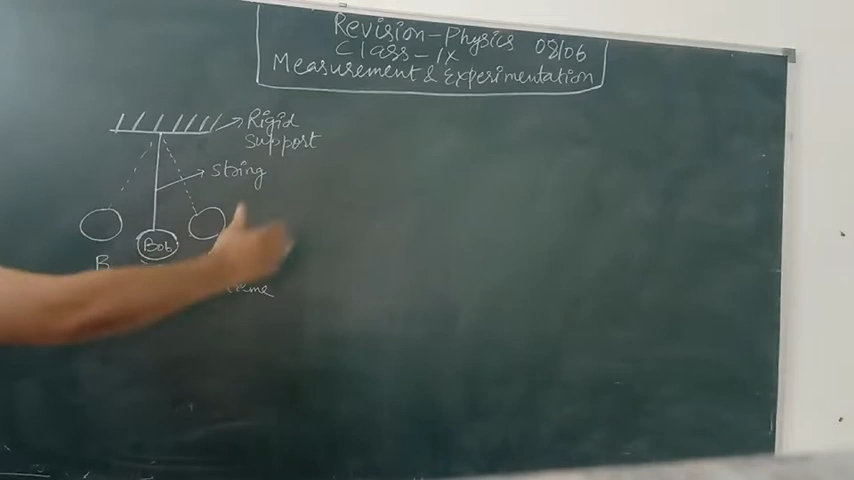 Revision-Physics 08/06
Class-IX
Measurement & Experimentation
Rigid
Support
String
Bob
B